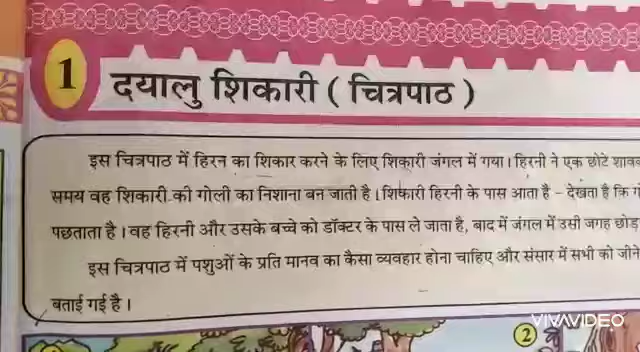 1
दयालु शिकारी ( चित्रपाठ )
इस चित्रपाठ में हिरन का शिकार करने के लिए शिकारी जंगल में गया। हिरनी ने एक छोटे
समय वह शिकारी की गोली का निशाना बन जाती है। शिकारी हिरनी के पास आता है – देखता है कि
पछताता है। वह हिरनी और उसके बच्चे को डॉक्टर के पास ले जाता है, बाद में जंगल में उसी जगह छोड़
इस चित्रपाठ में पशुओं के प्रति मानव का कैसा व्यवहार होना चाहिए और संसार में सभी को जीने
बताई गई है।
VIVAVIDEO
2